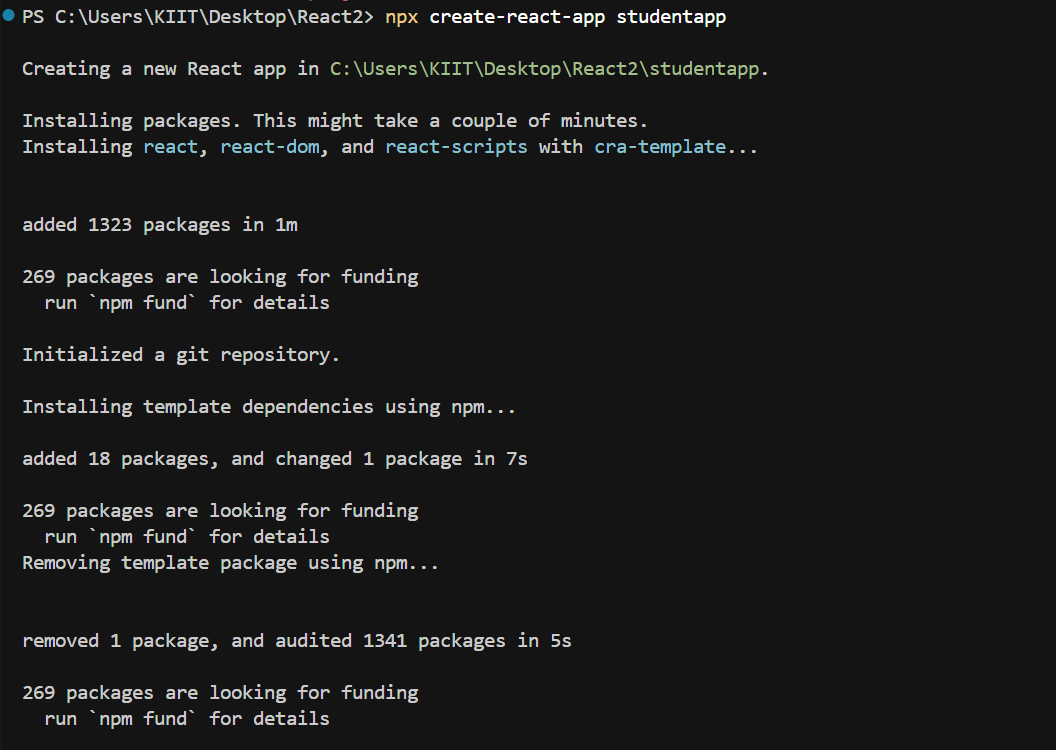 PS C:\Users\KIIT\Desktop\React2> npx create-react-app studentapp
Creating a new React app in C:\Users\KIIT\Desktop\React2\studentapp.
Installing packages. This might take a couple of minutes.
Installing react, react-dom, and react-scripts with cra-template...
added 1323 packages in 1m
269 packages are looking for funding
  run `npm fund` for details
Initialized a git repository.
Installing template dependencies using npm...
added 18 packages, and changed 1 package in 7s
269 packages are looking for funding
  run `npm fund` for details
Removing template package using npm...
removed 1 package, and audited 1341 packages in 5s
269 packages are looking for funding
  run `npm fund` for details